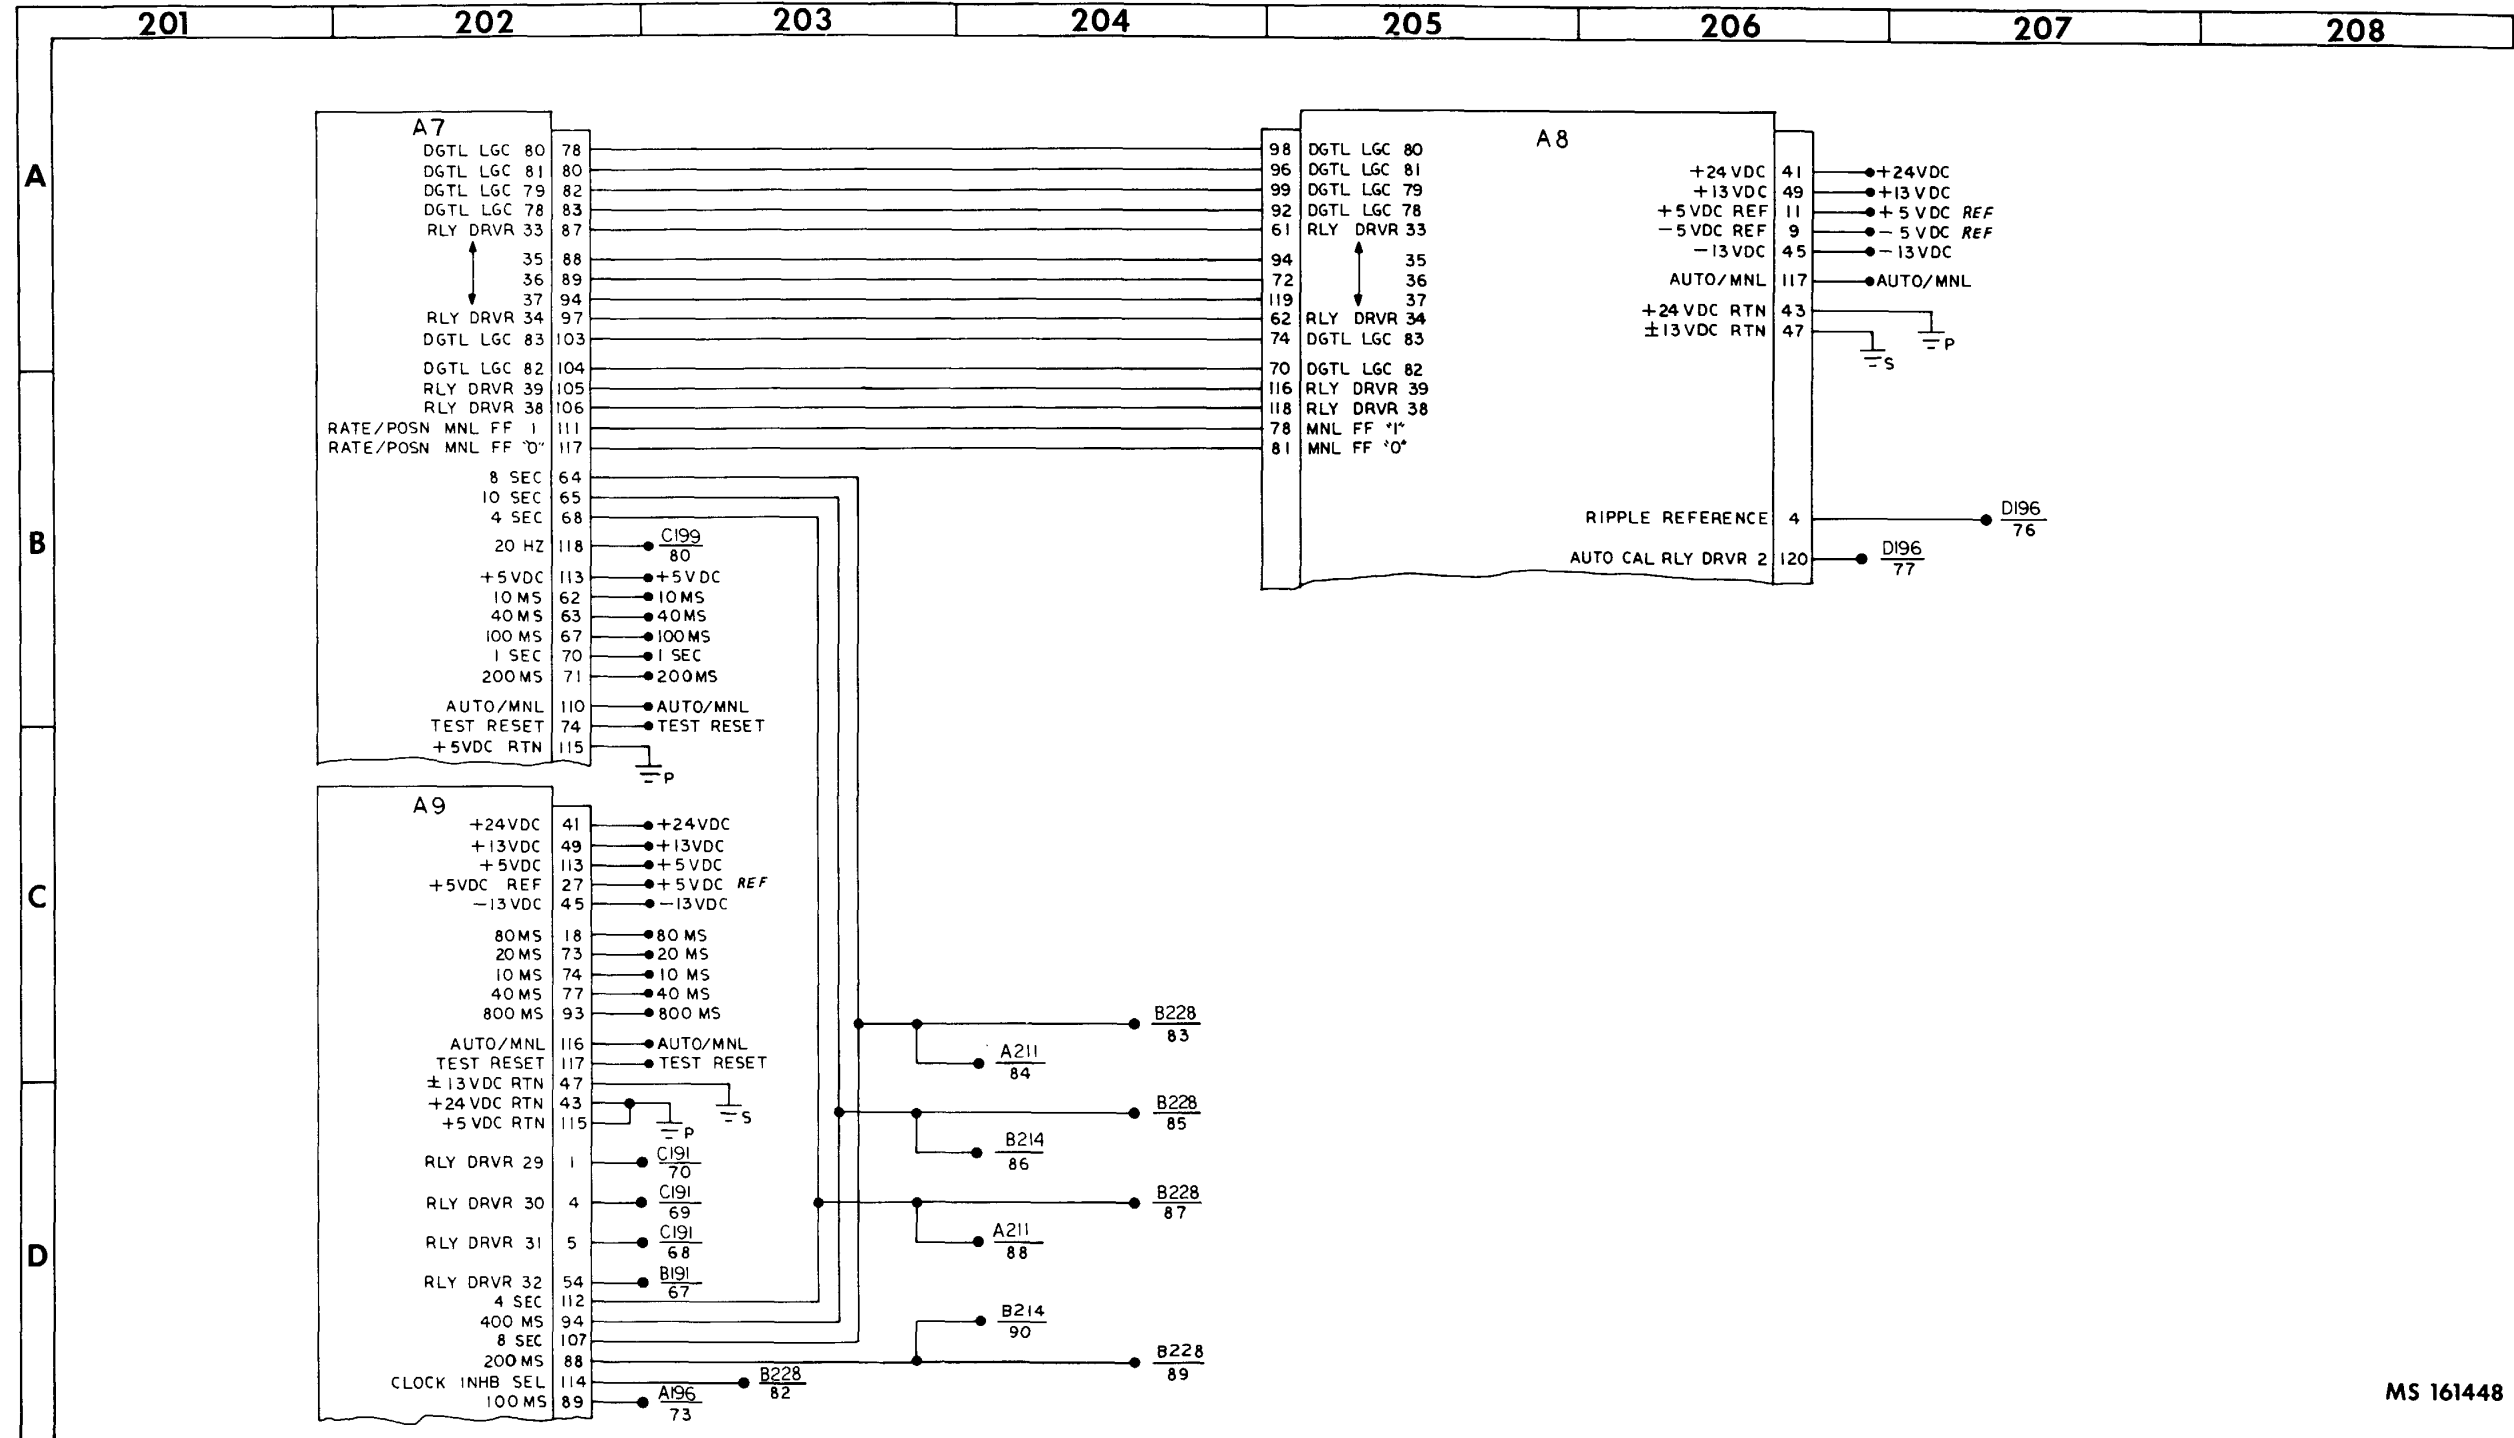 201 202 203 204 205 206 207 208
A
B
C
D
A7
DGTL LGC 80 78
DGTL LGC 81 80
DGTL LGC 79 82
DGTL LGC 78 83
RLY DRVR 33 87
35 88
36 89
37 94
RLY DRVR 34 97
DGTL LGC 83 103
DGTL LGC 82 104
RLY DRVR 39 105
RLY DRVR 38 106
RATE/POSN MNL FF 1 111
RATE/POSN MNL FF "0" 117
8 SEC 64
10 SEC 65
4 SEC 68
20 HZ 118 C199
80
+5VDC 113 +5VDC
10 MS 62 10 MS
40 MS 63 40 MS
100 MS 67 100 MS
1 SEC 70 1 SEC
200 MS 71 200 MS
AUTO/MNL 110 AUTO/MNL
TEST RESET 74 TEST RESET
+5VDC RTN 115
P
A8
98 DGTL LGC 80
96 DGTL LGC 81
99 DGTL LGC 79
92 DGTL LGC 78
61 RLY DRVR 33
94 35
72 36
119 37
62 RLY DRVR 34
74 DGTL LGC 83
70 DGTL LGC 82
116 RLY DRVR 39
118 RLY DRVR 38
78 MNL FF "1"
81 MNL FF "0"
+24 VDC 41 +24VDC
+13 VDC 49 +13 VDC
+5 VDC REF 11 +5 VDC REF
-5VDC REF 9 -5 VDC REF
-13VDC 45 -13VDC
AUTO/MNL 117 AUTO/MNL
+24 VDC RTN 43
P
±13VDC RTN 47
S
RIPPLE REFERENCE 4 D196
76
AUTO CAL RLY DRVR 2 120 D196
77
A9
+24VDC 41 +24VDC
+13VDC 49 +13VDC
+5VDC 113 +5VDC
+5VDC REF 27 +5VDC REF
-13VDC 45 -13VDC
80 MS 18 80 MS
20 MS 73 20 MS
10 MS 74 10 MS
40 MS 77 40 MS
800 MS 93 800 MS
AUTO/MNL 116 AUTO/MNL
TEST RESET 117 TEST RESET
±13VDC RTN 47
S
+24 VDC RTN 43
+5 VDC RTN 115
P
RLY DRVR 29 1 C191
70
RLY DRVR 30 4 C191
69
RLY DRVR 31 5 C191
68
RLY DRVR 32 54 B191
67
4 SEC 112
400 MS 94
8 SEC 107
200 MS 88
CLOCK INHB SEL 114 B228
82
100 MS 89 A196
73
B228
83
A211
84
B228
85
B214
86
B228
87
A211
88
B214
90
B228
89
MS 161448